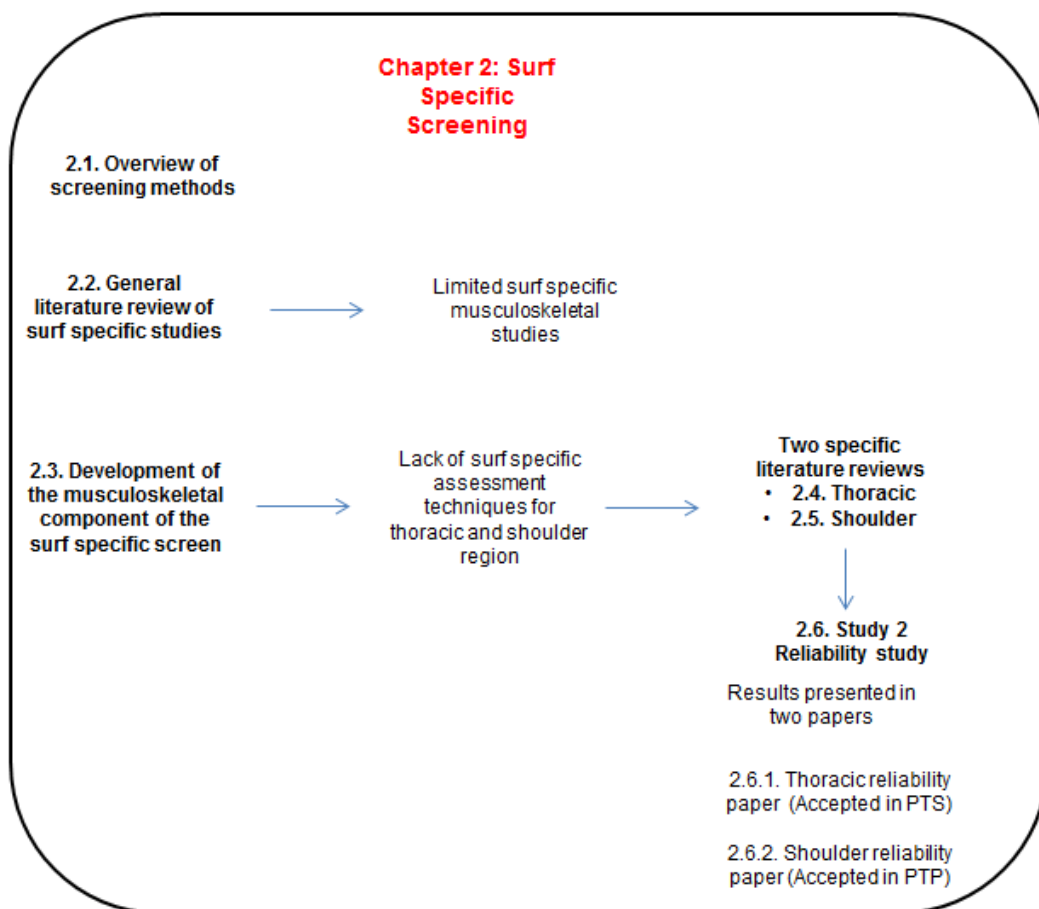 Chapter 2: Surf
Specific
Screening
2.1. Overview of
screening methods
2.2. General
literature review of
surf specific studies
Limited surf specific
musculoskeletal
studies
2.3. Development of
the musculoskeletal
component of the
surf specific screen
Lack of surf specific
assessment
techniques for
thoracic and shoulder
region
Two specific
literature reviews
• 2.4. Thoracic
• 2.5. Shoulder
2.6. Study 2
Reliability study
Results presented in
two papers
2.6.1. Thoracic reliability
paper (Accepted in PTS)
2.6.2. Shoulder reliability
paper (Accepted in PTP)